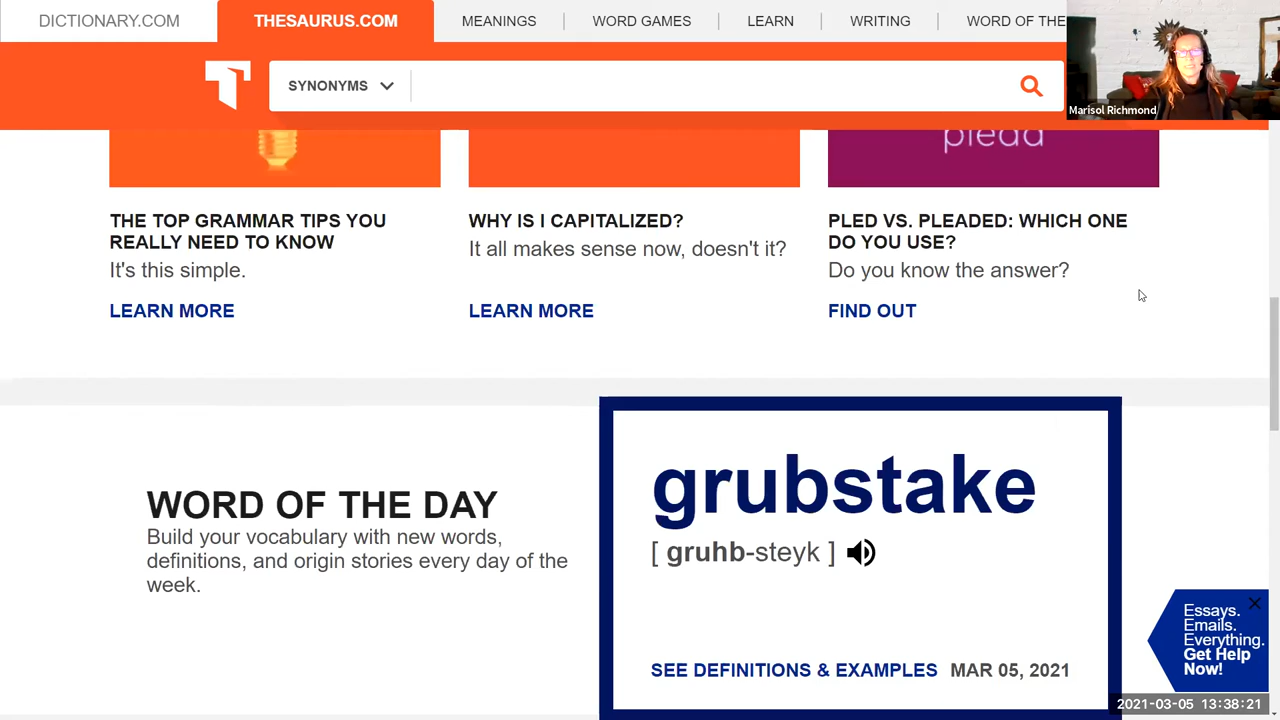 DICTIONARY.COM
THESAURUS.COM
MEANINGS
WORD GAMES
LEARN
WRITING
WORD OF THE
SYNONYMS
Marisol Richmond
plead
THE TOP GRAMMAR TIPS YOU
REALLY NEED TO KNOW
It's this simple.
LEARN MORE
WHY IS I CAPITALIZED?
It all makes sense now, doesn't it?
LEARN MORE
PLED VS. PLEADED: WHICH ONE
DO YOU USE?
Do you know the answer?
FIND OUT
WORD OF THE DAY
Build your vocabulary with new words,
definitions, and origin stories every day of the
week.
grubstake
[ gruhb-steyk ]
SEE DEFINITIONS & EXAMPLES MAR 05, 2021
Essays.
Emails.
Everything.
Get Help
Now!
2021-03-05 13:38:21